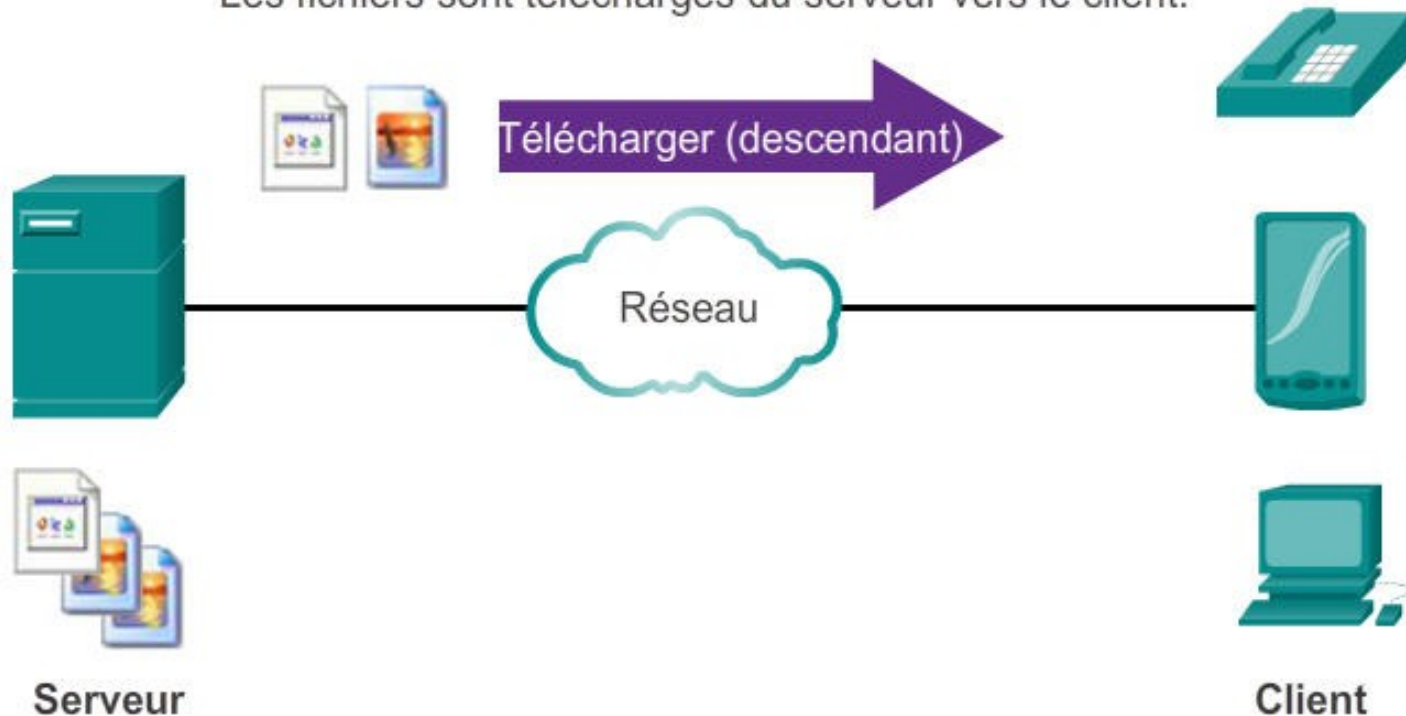 Les fichiers sont téléchargés du serveur vers le client.
Télécharger (descendant)
Réseau
Serveur
Client